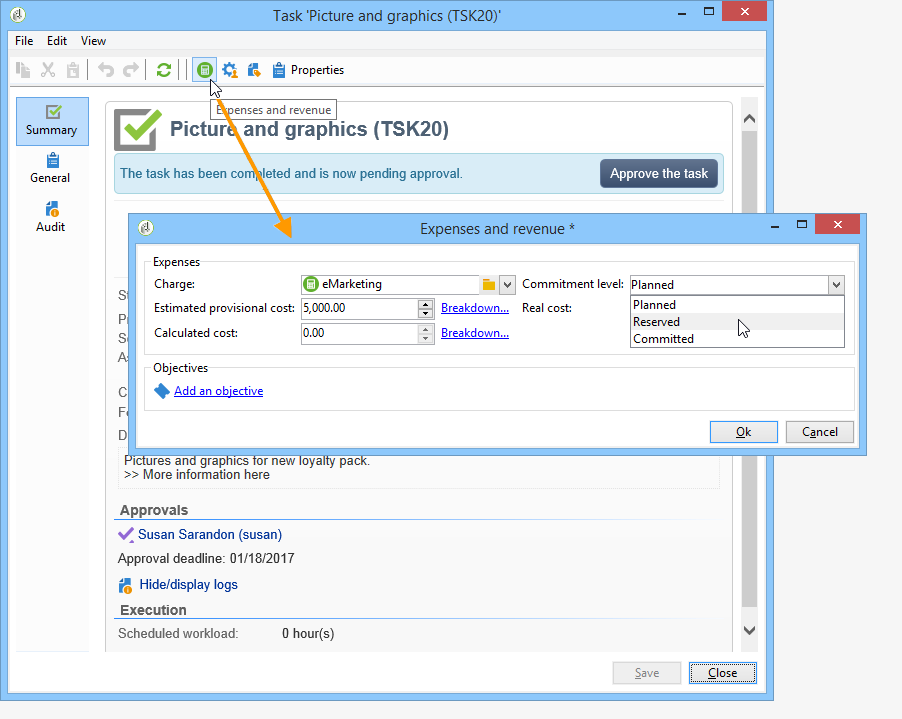 Task 'Picture and graphics (TSK20)'
File Edit View
Properties
Expenses and revenue
Summary
General
Audit
Picture and graphics (TSK20)
The task has been completed and is now pending approval.
Approve the task
Expenses and revenue *
Expenses
Charge: eMarketing Commitment level: Planned
Estimated provisional cost: 5,000.00 Breakdown... Real cost:
Calculated cost: 0.00 Breakdown...
Planned
Reserved
Committed
Objectives
Add an objective
Ok Cancel
Pictures and graphics for new loyalty pack.
>> More information here
Approvals
Susan Sarandon (susan)
Approval deadline: 01/18/2017
Hide/display logs
Execution
Scheduled workload: 0 hour(s)
Save Close